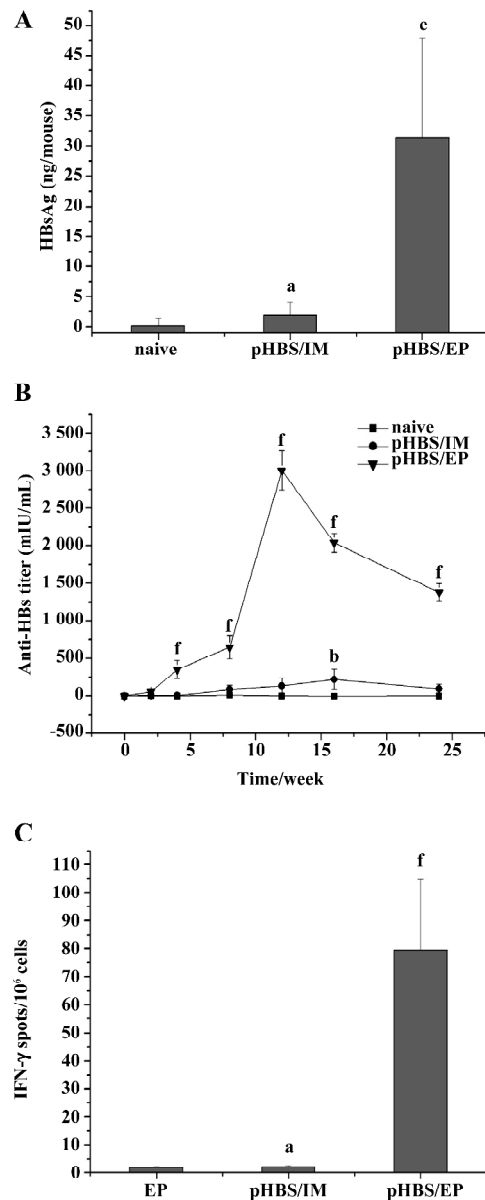 A
HBsAg (ng/mouse)
50
45
40
35
30
25
20
15
10
5
0
a
c
naive
pHBS/IM
pHBS/EP
B
Anti-HBs titer (mIU/mL)
3 500
3 000
2 500
2 000
1 500
1 000
500
0
-500
naive
pHBS/IM
pHBS/EP
f
f
f
f
f
b
0
5
10
15
20
25
Time/week
C
IFN-γ spots/10⁶ cells
110
100
90
80
70
60
50
40
30
20
10
0
a
f
EP
pHBS/IM
pHBS/EP